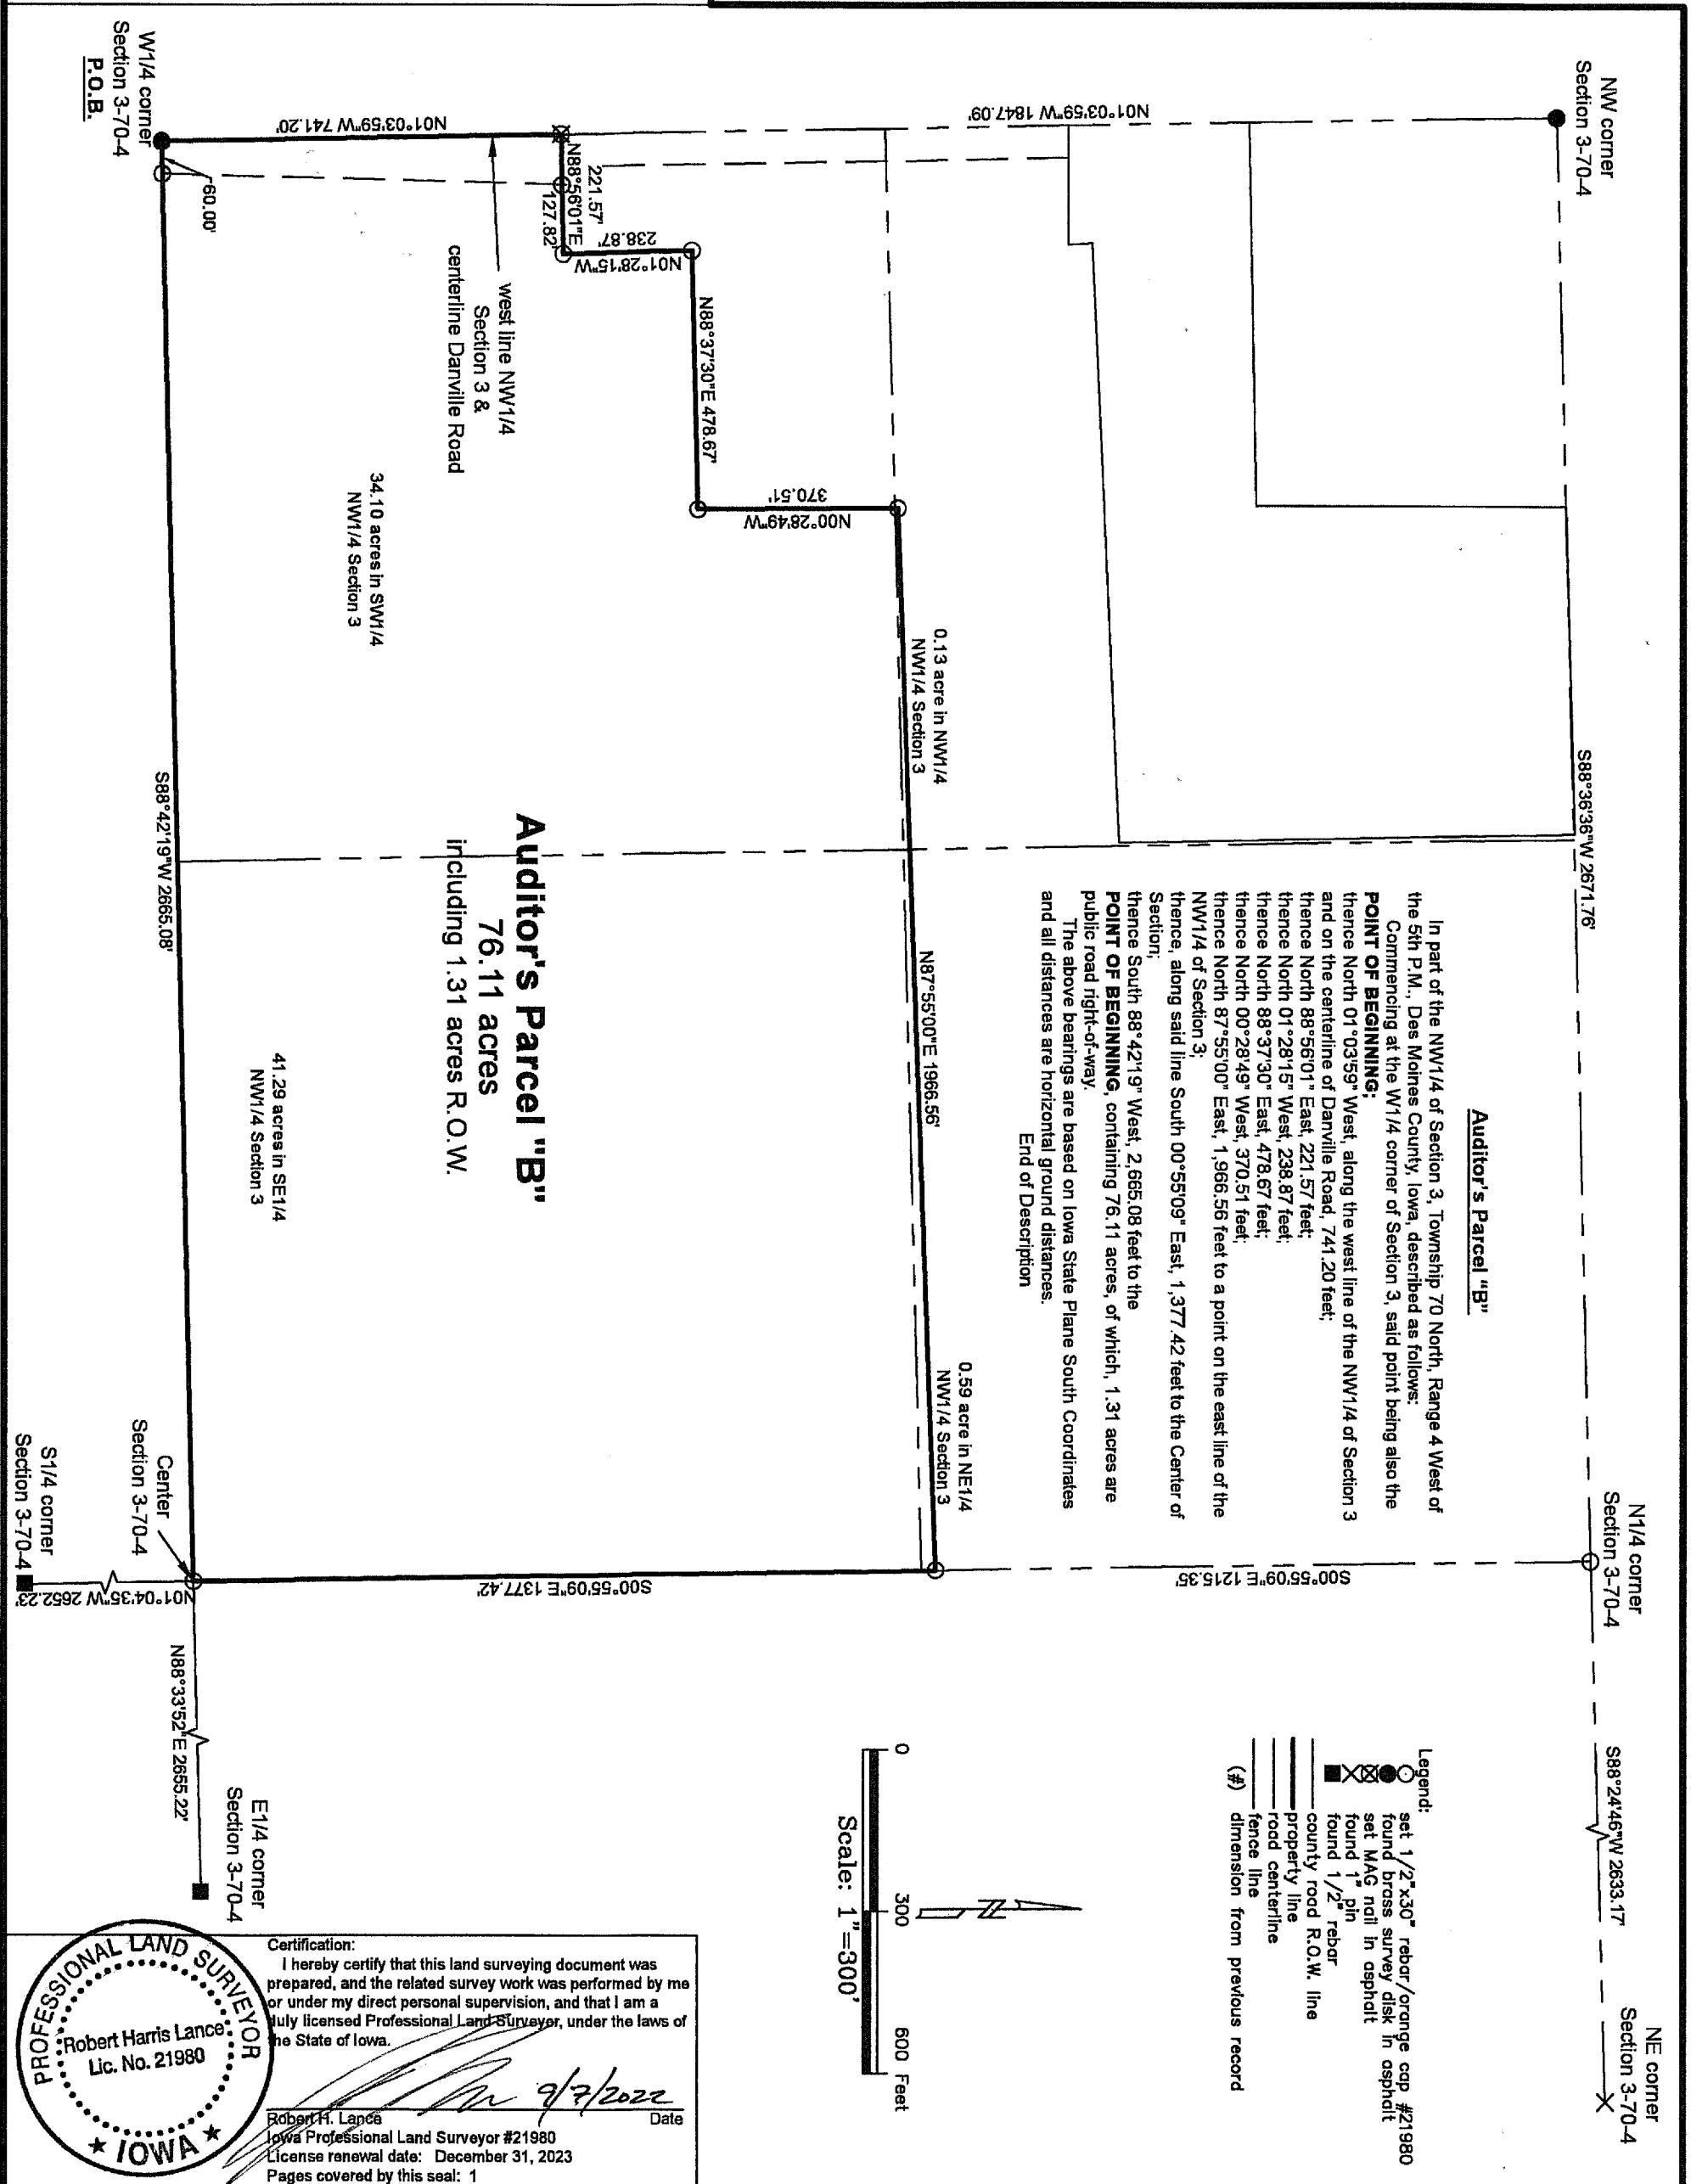 NW corner
Section 3-70-4
S88°36'36"W 2671.76'
N1/4 corner
Section 3-70-4
S88°24'46"W 2633.17'
NE corner
Section 3-70-4
N01°03'59"W 1847.09'
Auditor's Parcel "B"
In part of the NW1/4 of Section 3, Township 70 North, Range 4 West of
the 5th P.M., Des Moines County, Iowa, described as follows:
Commencing at the W1/4 corner of Section 3, said point being also the
POINT OF BEGINNING;
thence North 01°03'59" West, along the west line of the NW1/4 of Section 3
and on the centerline of Danville Road, 741.20 feet;
thence North 88°56'01" East, 221.57 feet;
thence North 01°28'15" West, 238.87 feet;
thence North 88°37'30" East, 478.67 feet;
thence North 00°28'49" West, 370.51 feet;
thence North 87°55'00" East, 1,966.56 feet to a point on the east line of the
NW1/4 of Section 3;
thence, along said line South 00°55'09" East, 1,377.42 feet to the Center of
Section;
thence South 88°42'19" West, 2,665.08 feet to the
POINT OF BEGINNING, containing 76.11 acres, of which, 1.31 acres are
public road right-of-way.
The above bearings are based on Iowa State Plane South Coordinates
and all distances are horizontal ground distances.
End of Description
Legend:
set 1/2"x30" rebar/orange cap #21980
found brass survey disk in asphalt
set MAG nail in asphalt
found 1" pin
found 1/2" rebar
county road R.O.W. line
property line
road centerline
fence line
(#) dimension from previous record
S00°55'09"E 1215.35'
0 300 600 Feet
Scale: 1"=300'
0.13 acre in NW1/4
NW1/4 Section 3
N87°55'00"E 1966.56'
0.59 acre in NE1/4
NW1/4 Section 3
N00°28'49"W
370.51'
N88°37'30"E 478.67'
N01°28'15"W
238.87'
221.57'
N88°56'01"E
127.82'
N01°03'59"W 741.20'
west line NW1/4
Section 3 &
centerline Danville Road
60.00'
W1/4 corner
Section 3-70-4
P.O.B.
34.10 acres in SW1/4
NW1/4 Section 3
Auditor's Parcel "B"
76.11 acres
including 1.31 acres R.O.W.
41.29 acres in SE1/4
NW1/4 Section 3
S88°42'19"W 2665.08'
S00°55'09"E 1377.42'
Center
Section 3-70-4
N01°04'35"W 2652.23'
S1/4 corner
Section 3-70-4
N88°33'52"E 2655.22'
E1/4 corner
Section 3-70-4
Certification:
I hereby certify that this land surveying document was
prepared, and the related survey work was performed by me
or under my direct personal supervision, and that I am a
duly licensed Professional Land Surveyor, under the laws of
the State of Iowa.
9/7/2022
Robert H. Lance Date
Iowa Professional Land Surveyor #21980
License renewal date: December 31, 2023
Pages covered by this seal: 1
PROFESSIONAL LAND SURVEYOR
Robert Harris Lance
Lic. No. 21980
★ IOWA ★